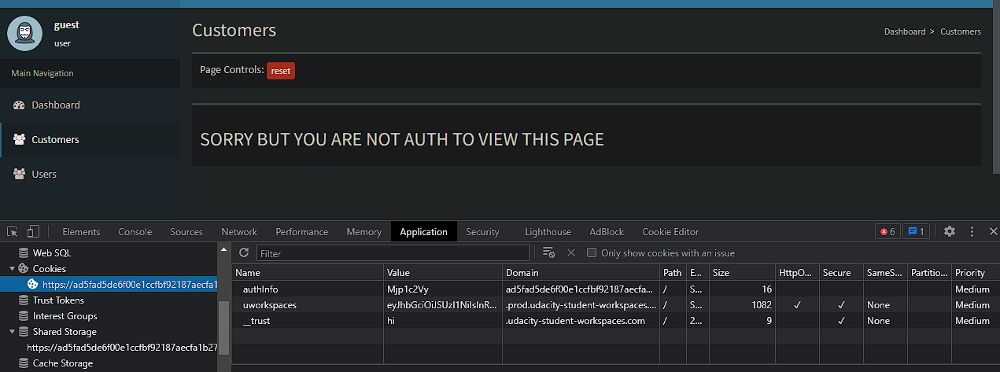 guest
user
Main Navigation
Dashboard
Customers
Users
Customers
Dashboard > Customers
Page Controls: reset
SORRY BUT YOU ARE NOT AUTH TO VIEW THIS PAGE
Elements Console Sources Network Performance Memory Application Security Lighthouse AdBlock Cookie Editor 6 1
Web SQL
Cookies
https://ad5fad5de6f00e1ccfbf92187aecfa1
Trust Tokens
Interest Groups
Shared Storage
https://ad5fad5de6f00e1ccfbf92187aecfa1b27
Cache Storage
Filter Only show cookies with an issue
Name Value Domain Path E... Size HttpO... Secure SameS... Partitio... Priority
authInfo Mjp1c2Vy ad5fad5de6f00e1ccfbf92187aecfa... / S... 16 Medium
uworkspaces eyJhbGciOiJSUzI1NiIsInR... .prod.udacity-student-workspaces.... / S... 1082 ✓ ✓ None Medium
__trust hi .udacity-student-workspaces.com / 2... 9 ✓ None Medium